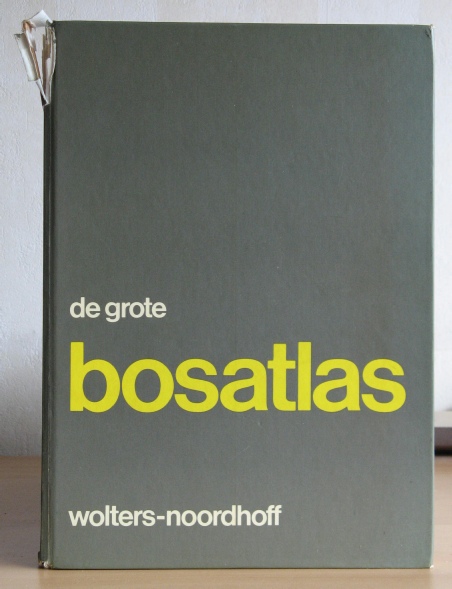 de grote
bosatlas
wolters-noordhoff